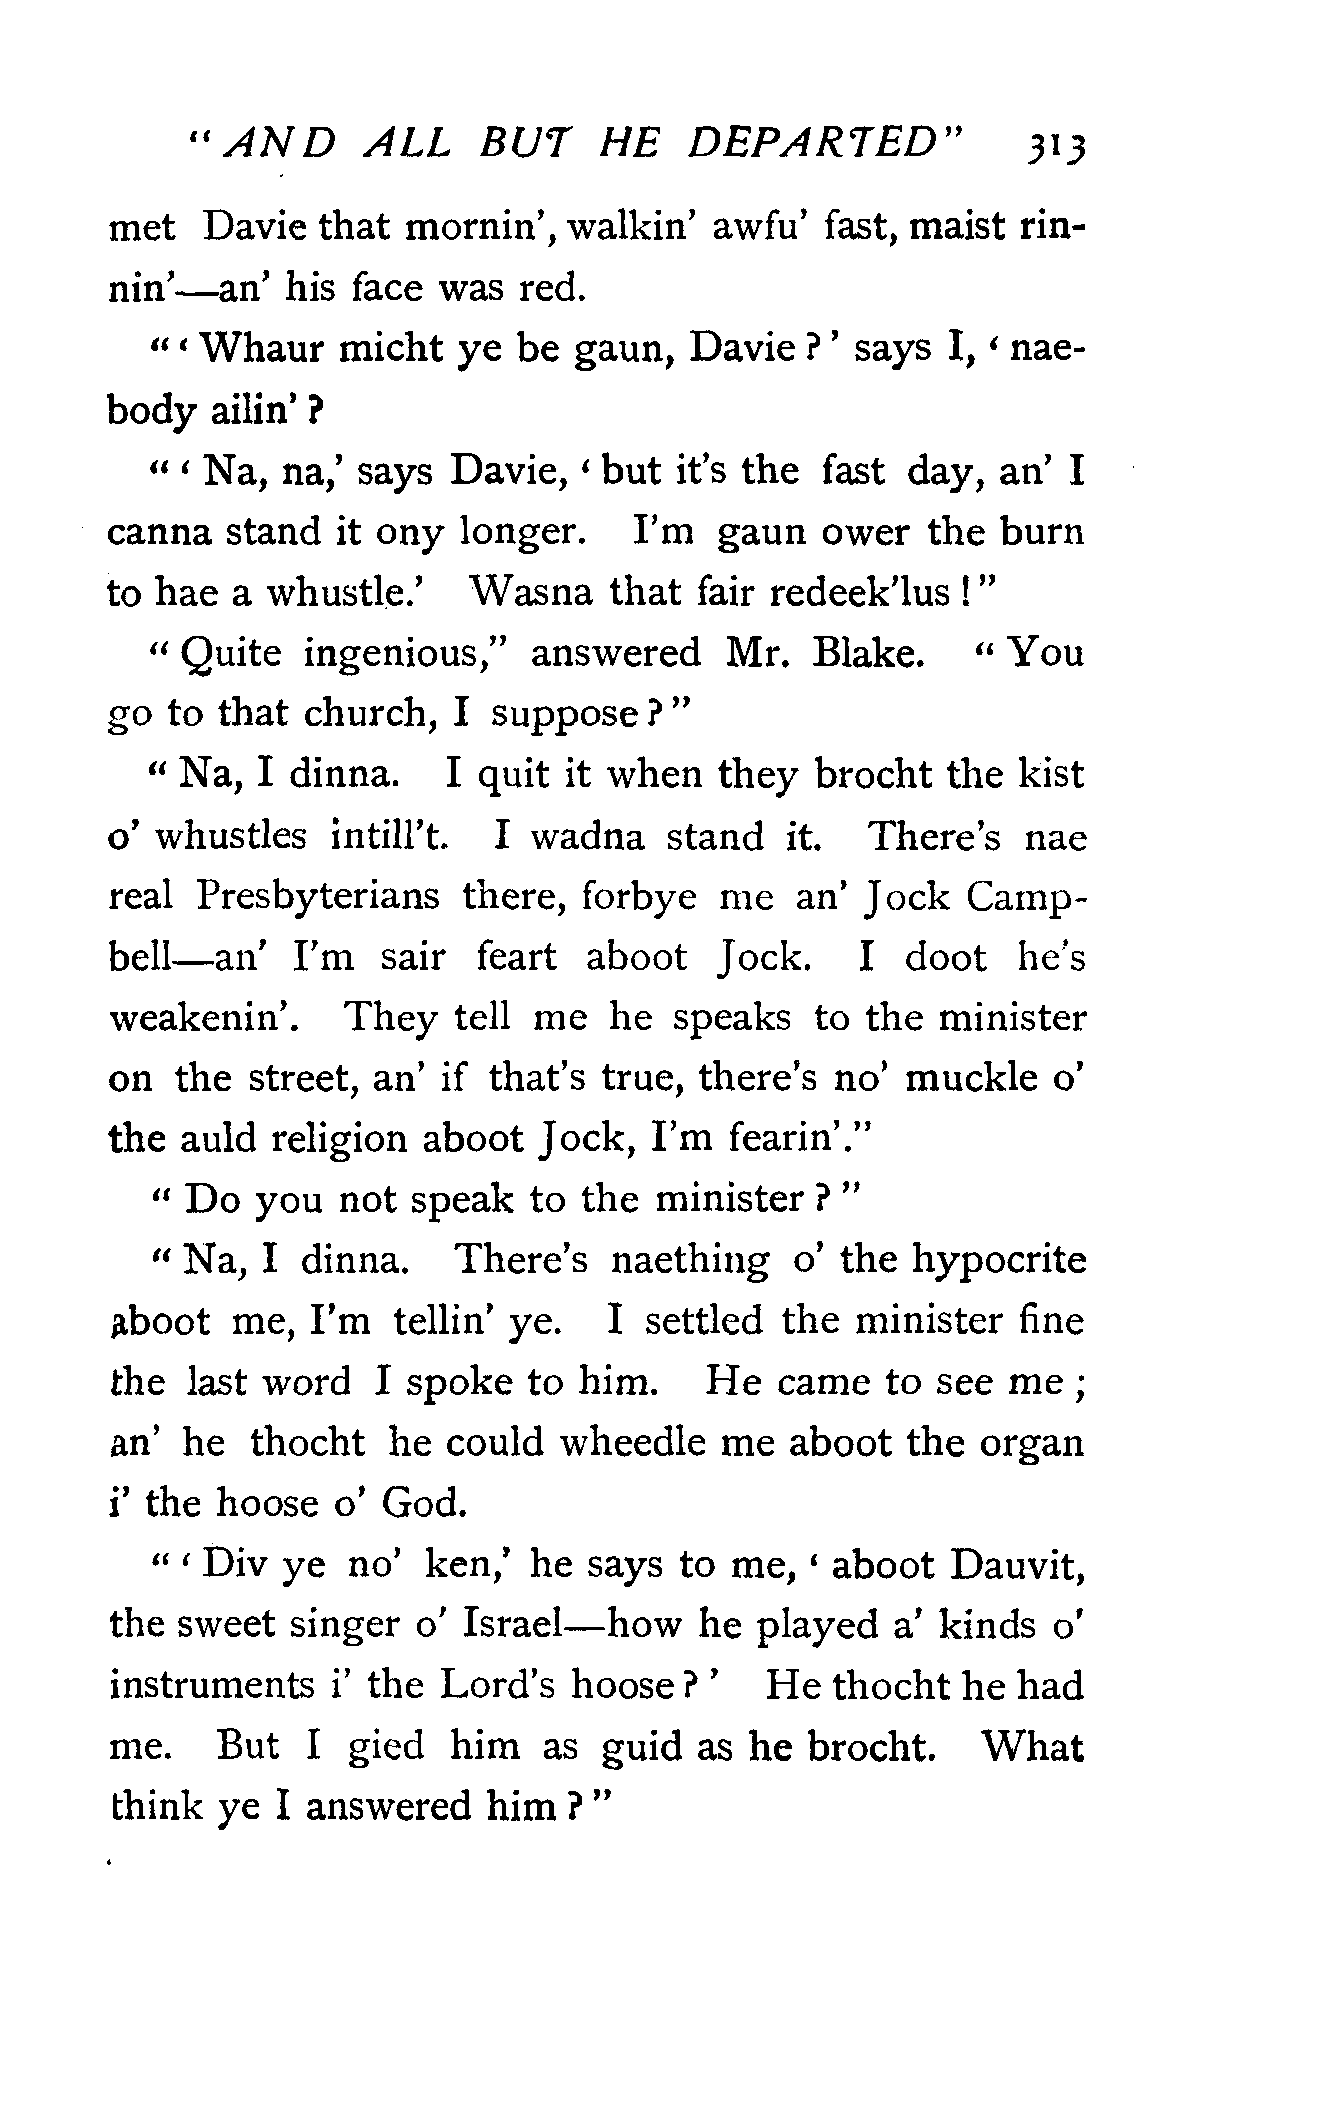 "AND ALL BUT HE DEPARTED" 313
met Davie that mornin', walkin' awfu' fast, maist rin-
nin'—an' his face was red.
"'Whaur micht ye be gaun, Davie?' says I, 'nae-
body ailin'?
"'Na, na,' says Davie, 'but it's the fast day, an' I
canna stand it ony longer. I'm gaun ower the burn
to hae a whustle.' Wasna that fair redeek'lus!"
"Quite ingenious," answered Mr. Blake. "You
go to that church, I suppose?"
"Na, I dinna. I quit it when they brocht the kist
o' whustles intill't. I wadna stand it. There's nae
real Presbyterians there, forbye me an' Jock Camp-
bell—an' I'm sair feart aboot Jock. I doot he's
weakenin'. They tell me he speaks to the minister
on the street, an' if that's true, there's no' muckle o'
the auld religion aboot Jock, I'm fearin'."
"Do you not speak to the minister?"
"Na, I dinna. There's naething o' the hypocrite
aboot me, I'm tellin' ye. I settled the minister fine
the last word I spoke to him. He came to see me;
an' he thocht he could wheedle me aboot the organ
i' the hoose o' God.
"'Div ye no' ken,' he says to me, 'aboot Dauvit,
the sweet singer o' Israel—how he played a' kinds o'
instruments i' the Lord's hoose?' He thocht he had
me. But I gied him as guid as he brocht. What
think ye I answered him?"